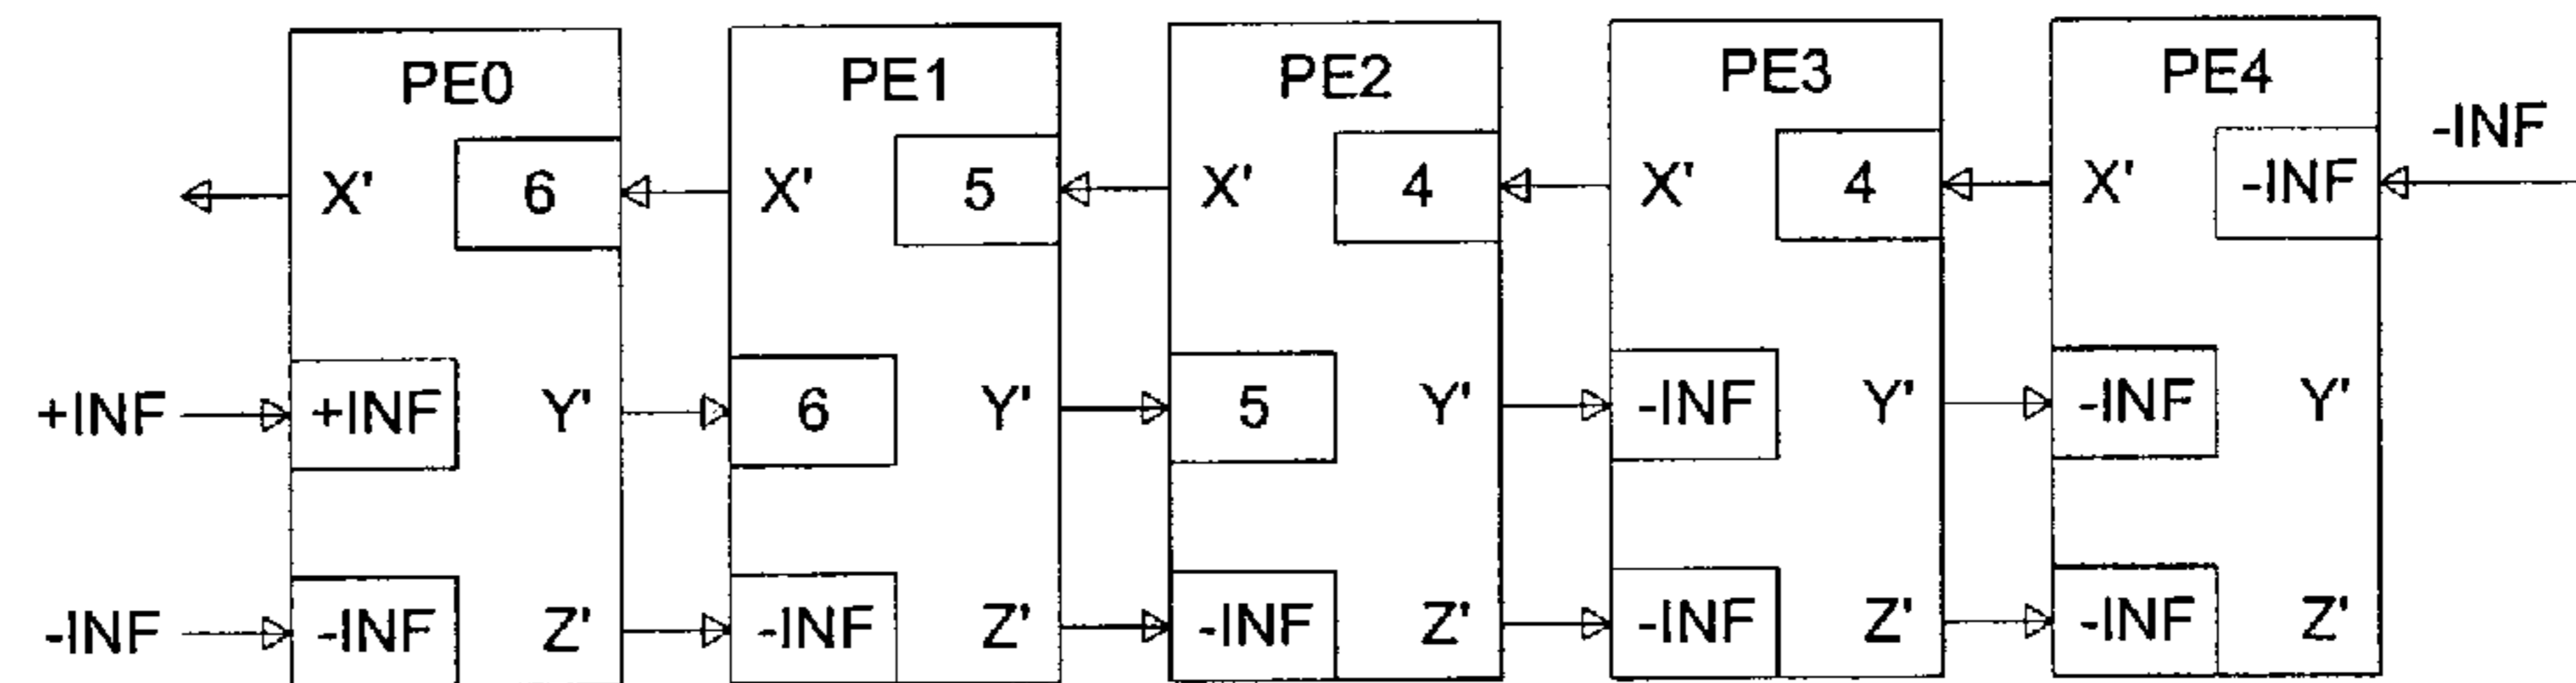 PE0 PE1 PE2 PE3 PE4
-INF
X' 6 X' 5 X' 4 X' 4 X' -INF
+INF +INF Y' 6 Y' 5 Y' -INF Y' -INF Y'
-INF -INF Z' -INF Z' -INF Z' -INF Z' -INF Z'